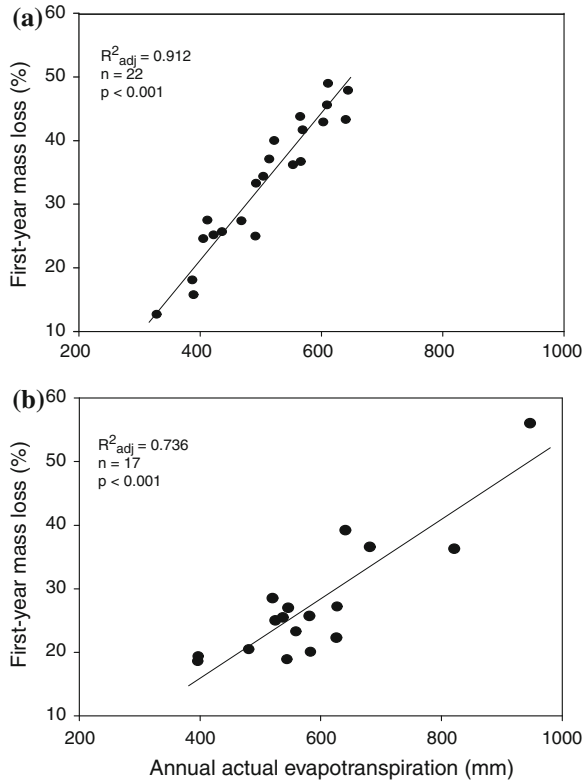 (a)
60
50
40
30
20
10
First-year mass loss (%)
R²adj = 0.912
n = 22
p < 0.001
200 400 600 800 1000
(b)
60
50
40
30
20
10
First-year mass loss (%)
R²adj = 0.736
n = 17
p < 0.001
200 400 600 800 1000
Annual actual evapotranspiration (mm)